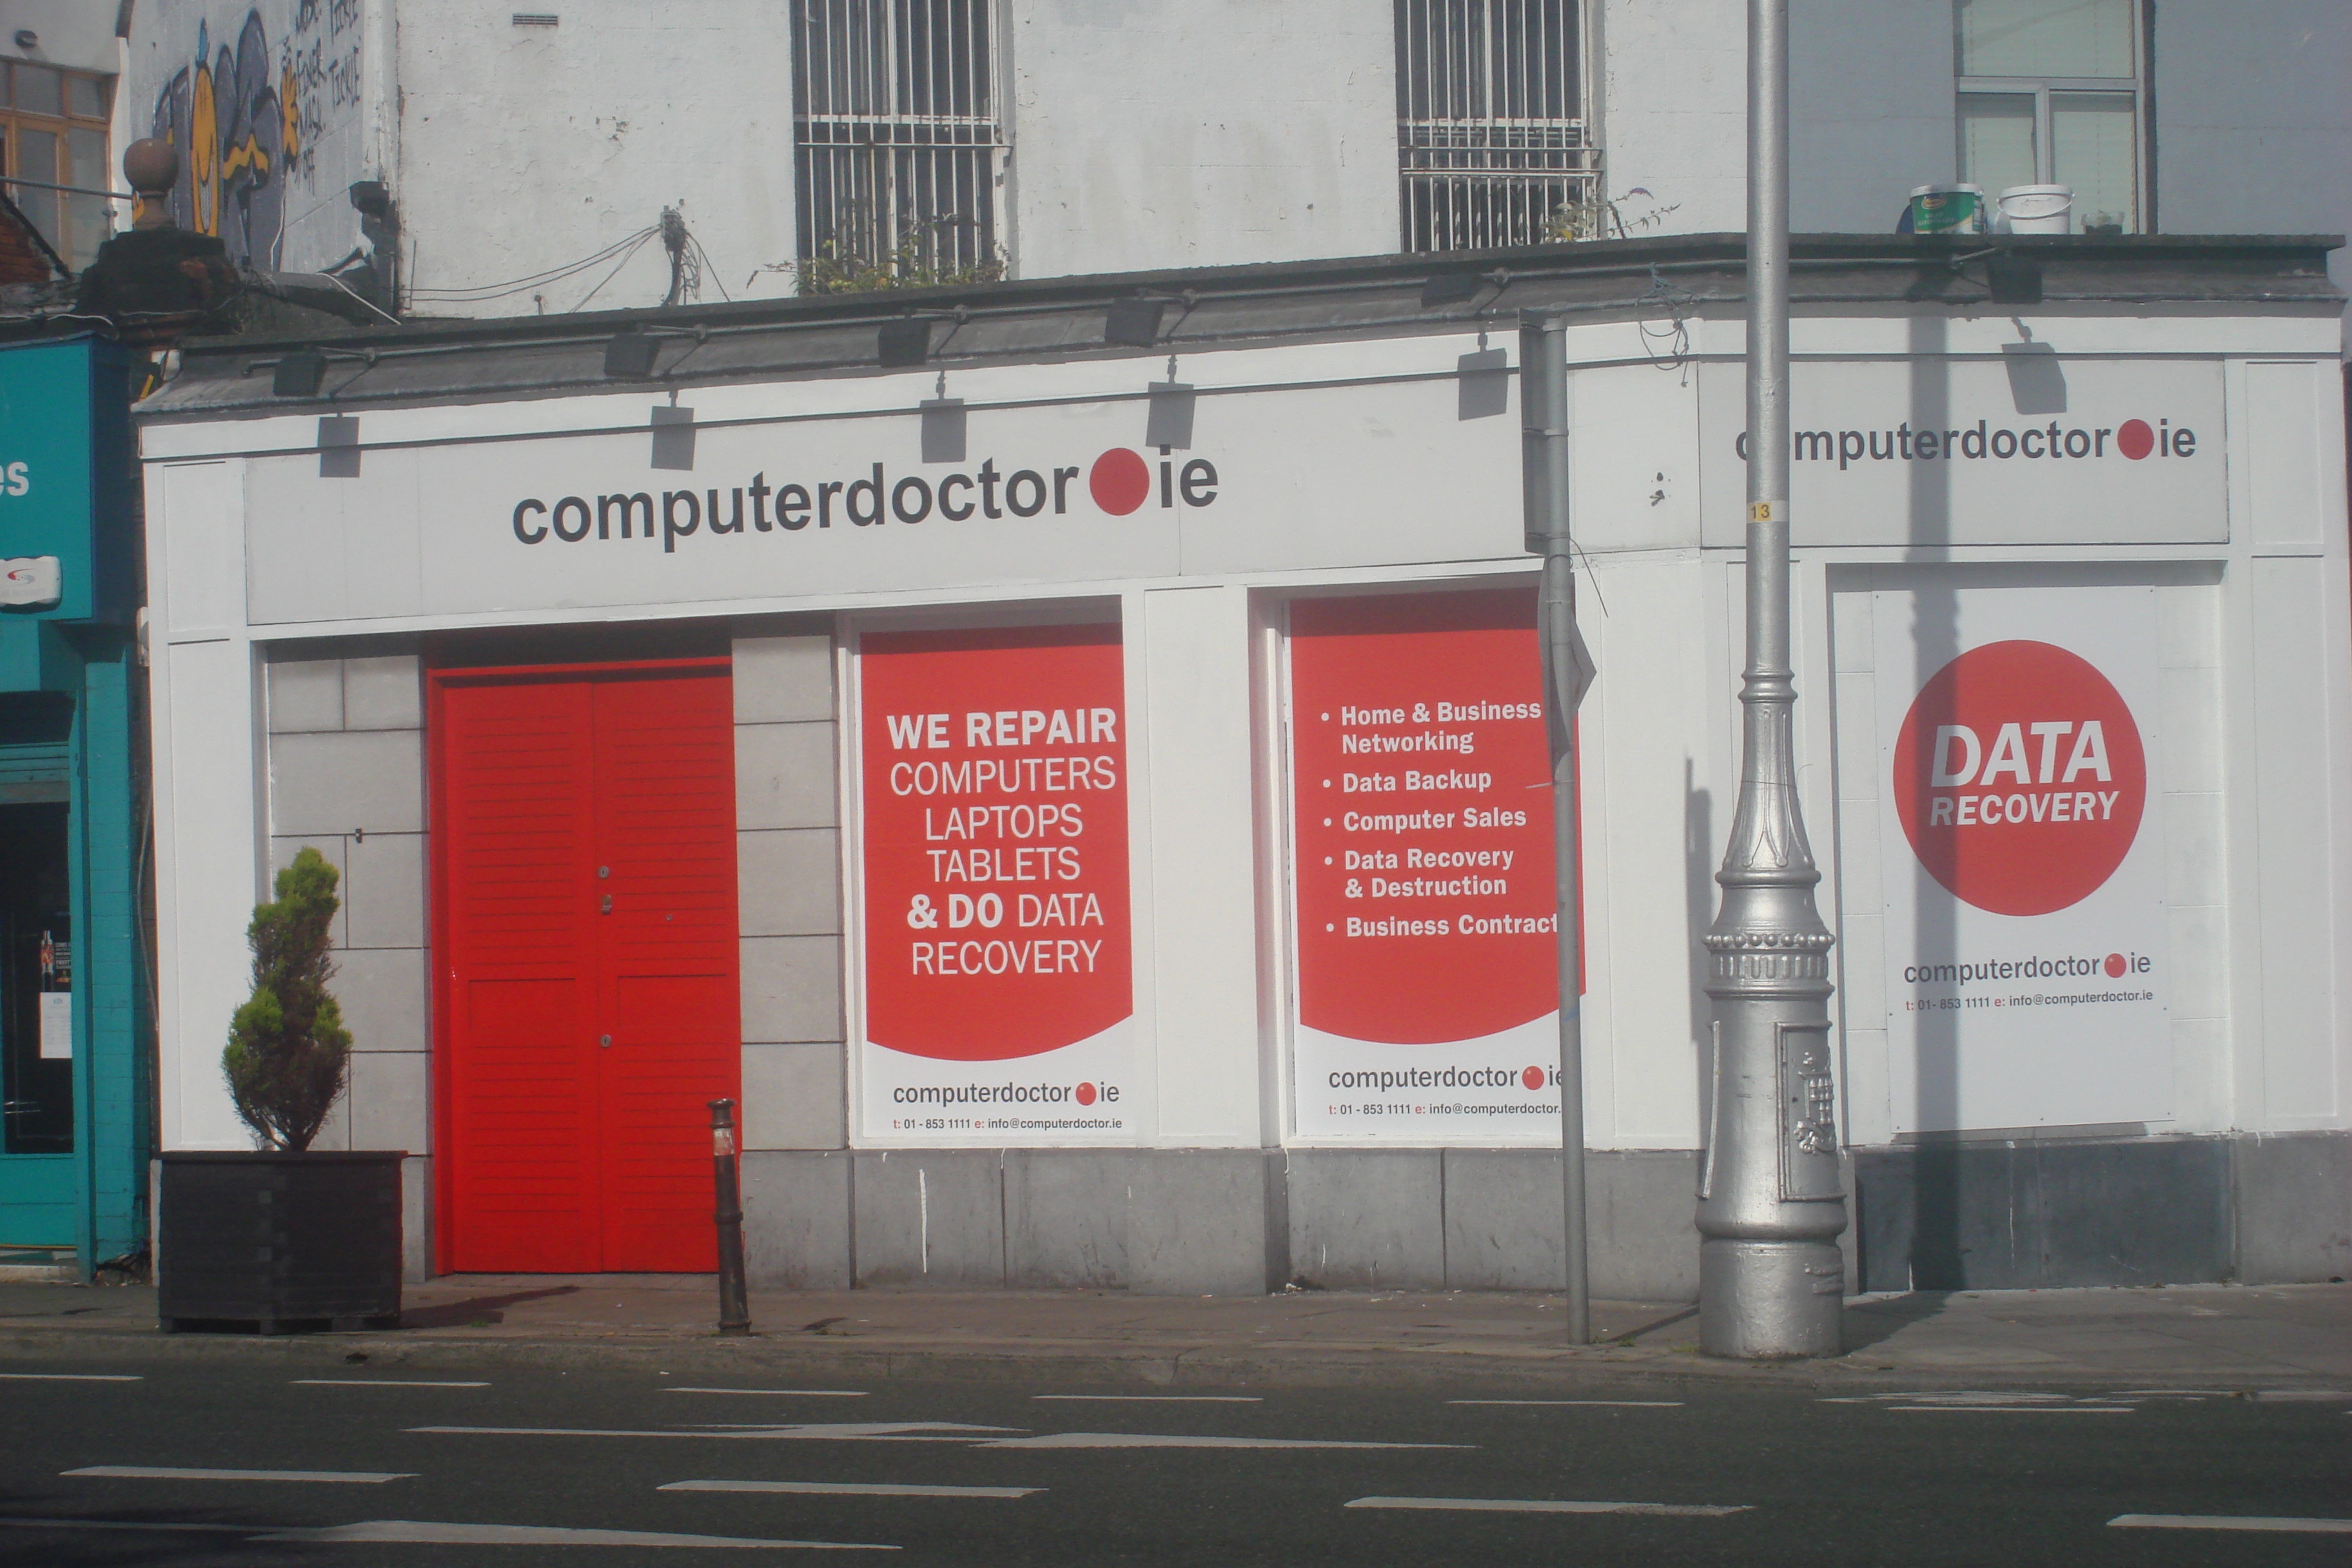 computerdoctor.ie
mputerdoctor.ie
13
es
WE REPAIR
COMPUTERS
LAPTOPS
TABLETS
& DO DATA
RECOVERY
computerdoctor.ie
t: 01 - 853 1111 e: info@computerdoctor.ie
• Home & Business
Networking
• Data Backup
• Computer Sales
• Data Recovery
& Destruction
• Business Contract
computerdoctor.ie
t: 01 - 853 1111 e: info@computerdoctor.
DATA
RECOVERY
computerdoctor.ie
t: 01- 853 1111 e: info@computerdoctor.ie